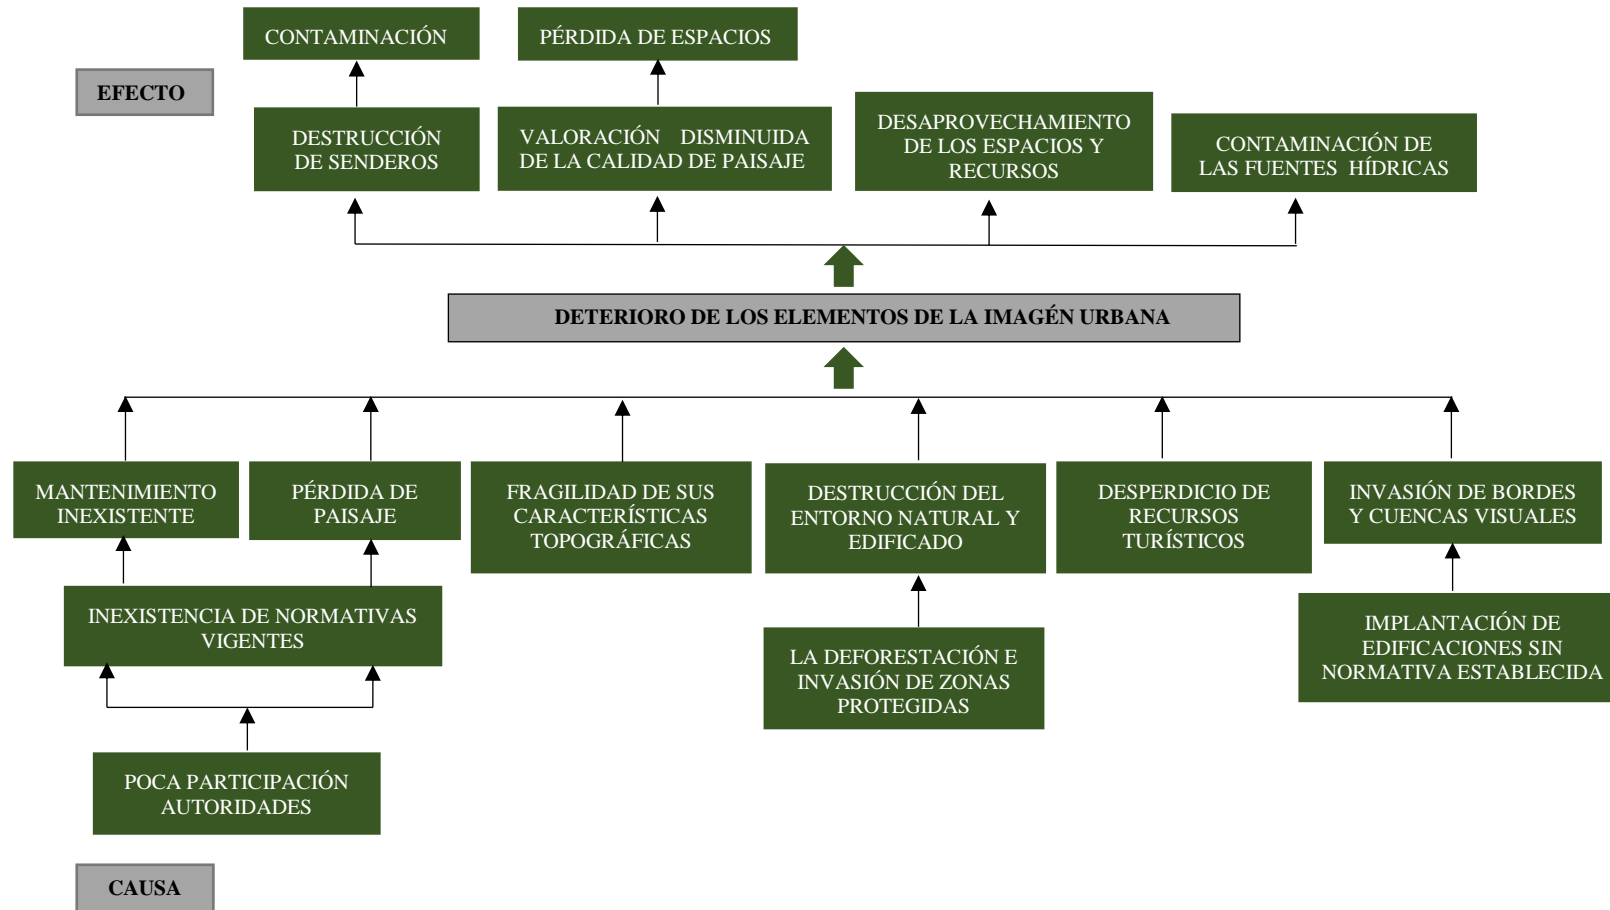 CONTAMINACIÓN
PÉRDIDA DE ESPACIOS
EFECTO
DESTRUCCIÓN
DE SENDEROS
VALORACIÓN DISMINUIDA
DE LA CALIDAD DE PAISAJE
DESAPROVECHAMIENTO
DE LOS ESPACIOS Y
RECURSOS
CONTAMINACIÓN DE
LAS FUENTES HÍDRICAS
DETERIORO DE LOS ELEMENTOS DE LA IMAGÉN URBANA
MANTENIMIENTO
INEXISTENTE
PÉRDIDA DE
PAISAJE
FRAGILIDAD DE SUS
CARACTERÍSTICAS
TOPOGRÁFICAS
DESTRUCCIÓN DEL
ENTORNO NATURAL Y
EDIFICADO
DESPERDICIO DE
RECURSOS
TURÍSTICOS
INVASIÓN DE BORDES
Y CUENCAS VISUALES
INEXISTENCIA DE NORMATIVAS
VIGENTES
LA DEFORESTACIÓN E
INVASIÓN DE ZONAS
PROTEGIDAS
IMPLANTACIÓN DE
EDIFICACIONES SIN
NORMATIVA ESTABLECIDA
POCA PARTICIPACIÓN
AUTORIDADES
CAUSA